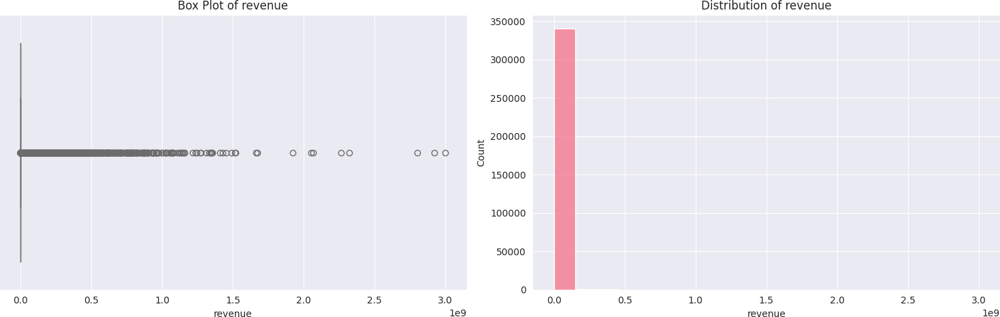 Box Plot of revenue
0.0 0.5 1.0 1.5 2.0 2.5 3.0
revenue
1e9
Distribution of revenue
350000
300000
250000
200000
150000
100000
50000
0
Count
0.0 0.5 1.0 1.5 2.0 2.5 3.0
revenue
1e9